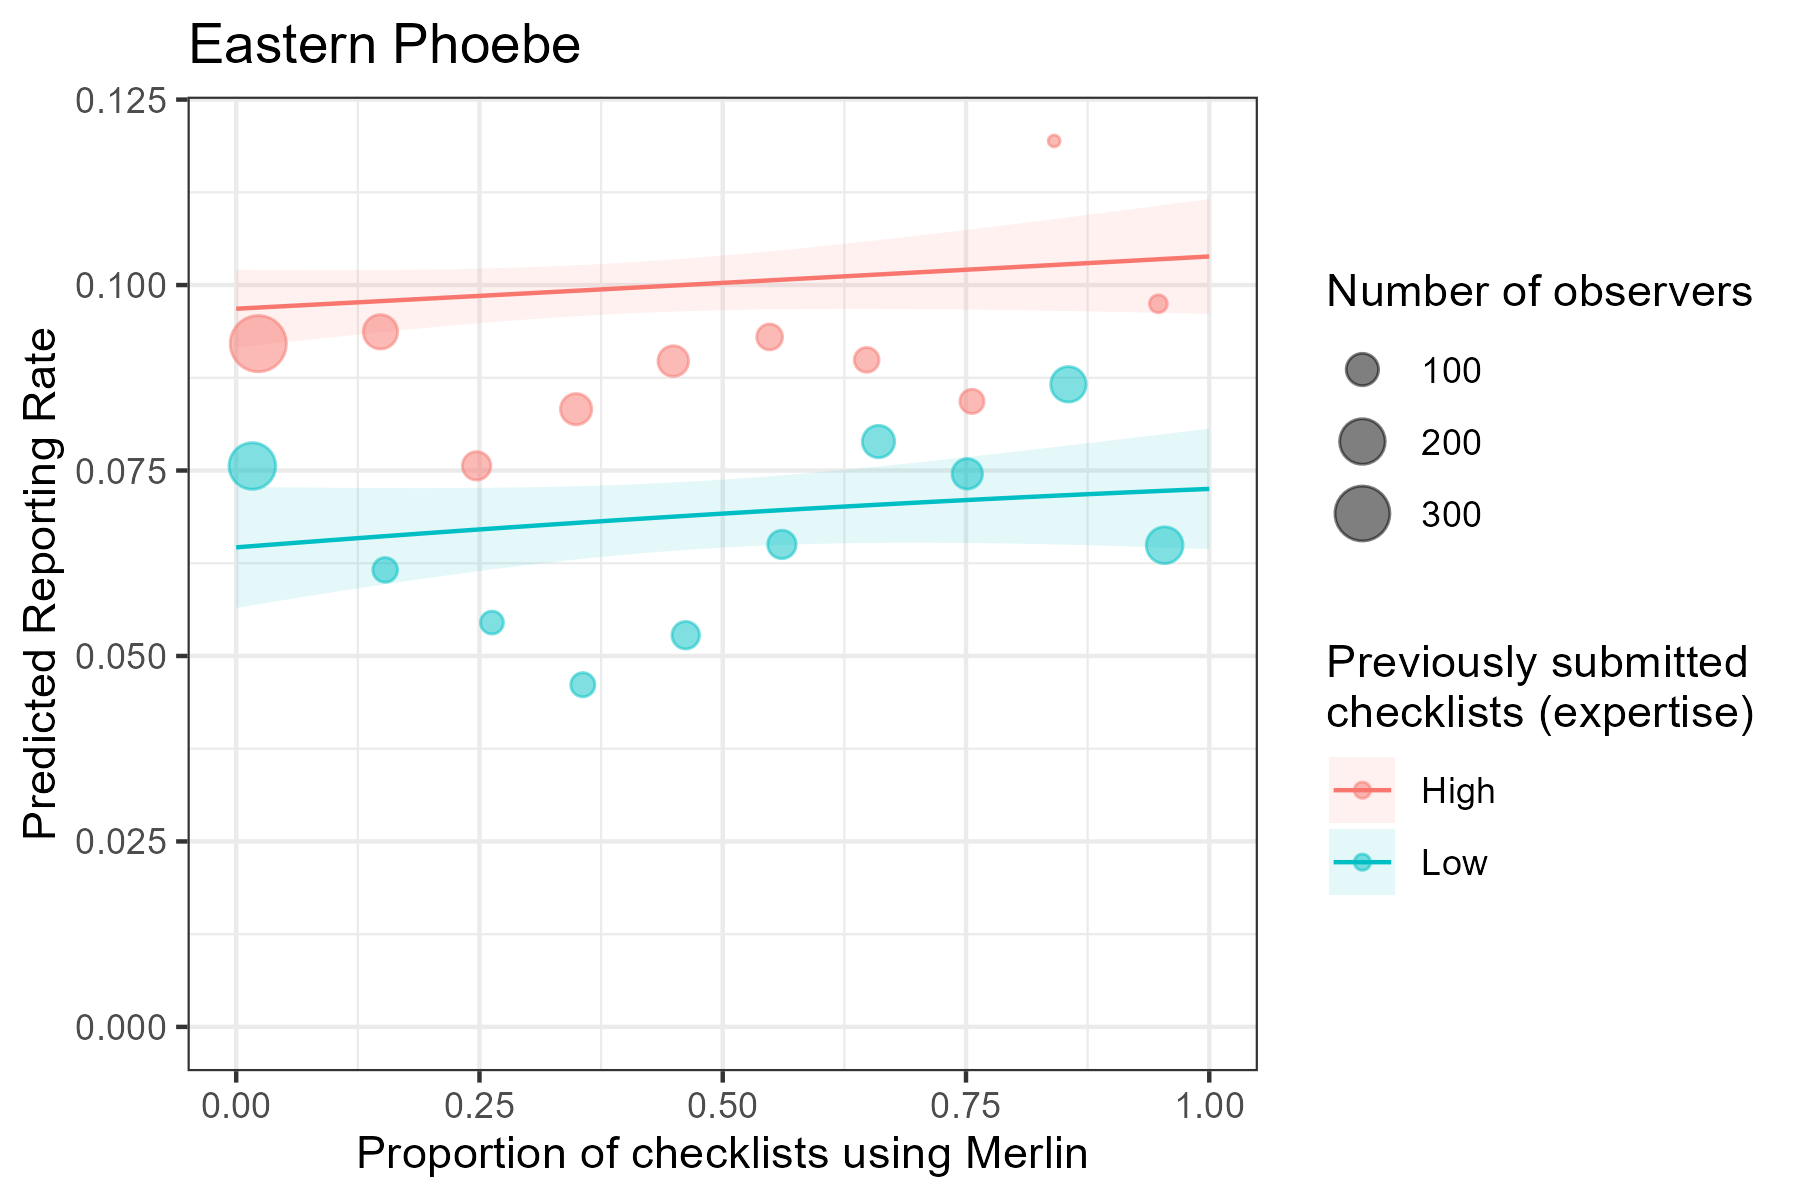 Eastern Phoebe
0.125
0.100
0.075
0.050
0.025
0.000
Predicted Reporting Rate
0.00 0.25 0.50 0.75 1.00
Proportion of checklists using Merlin
Number of observers
100
200
300
Previously submitted
checklists (expertise)
High
Low